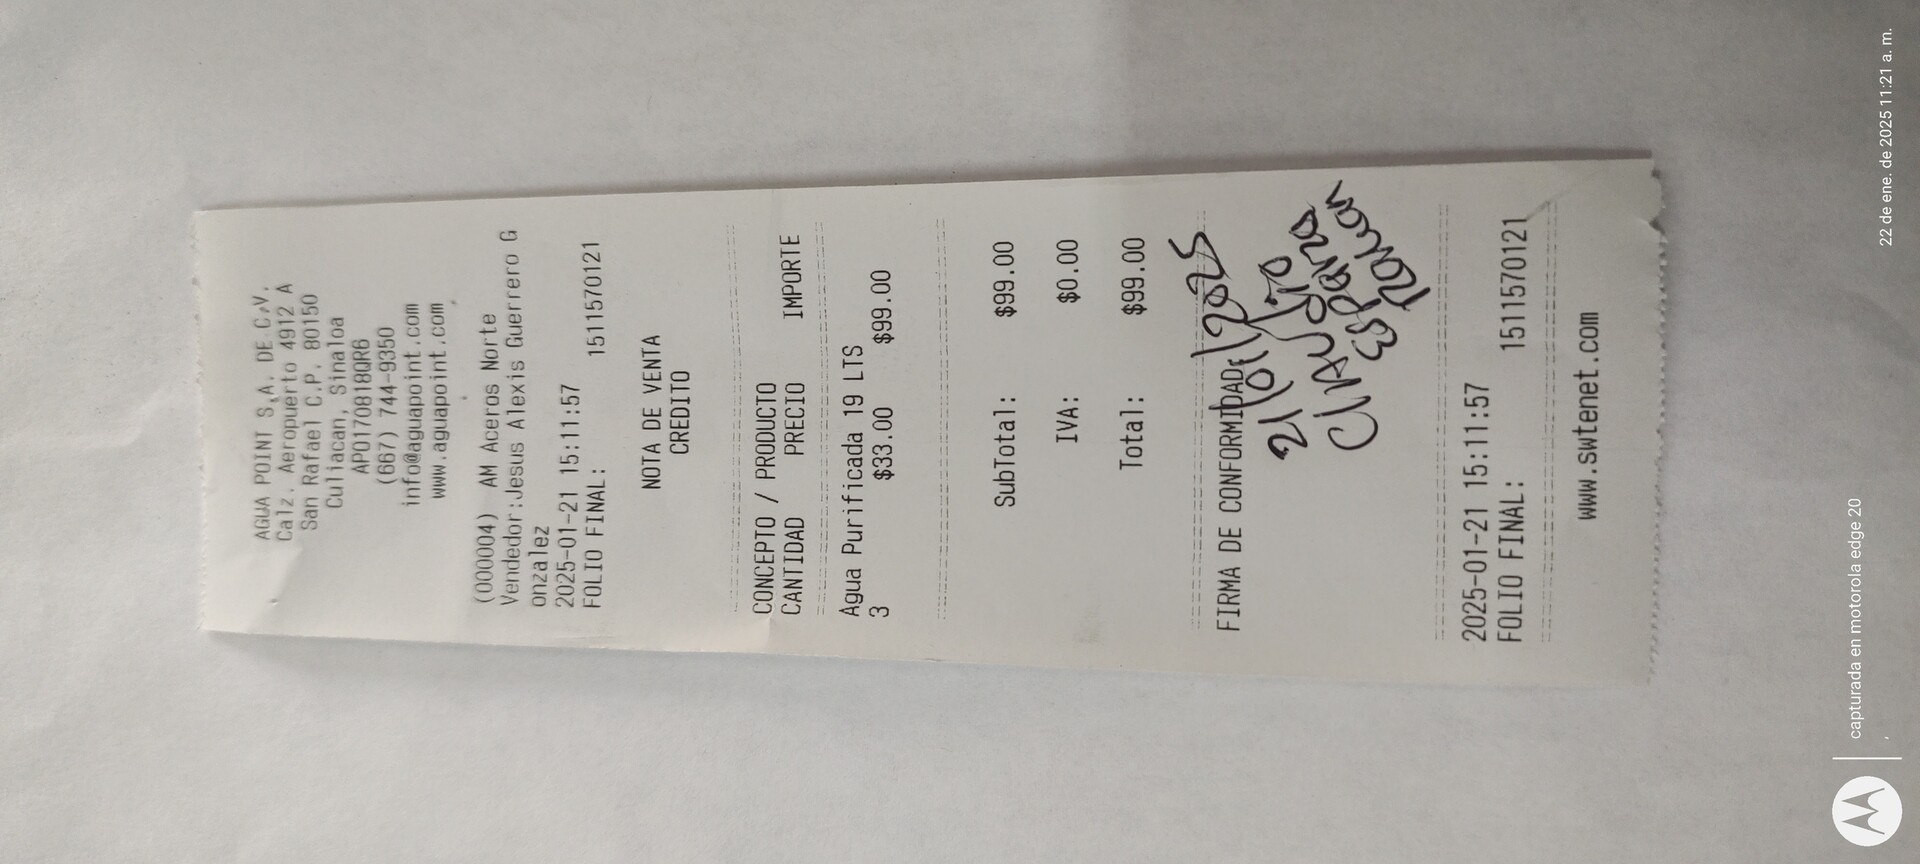 AGUA POINT S.A. DE C.V.
Calz. Aeropuerto 4912 A
San Rafael C.P. 80150
Culiacan, Sinaloa
APO170818QR6
(667) 744-9350
info@aguapoint.com
www.aguapoint.com
(000004) AM Aceros Norte
Vendedor:Jesus Alexis Guerrero G
onzalez
2025-01-21 15:11:57
FOLIO FINAL: 1511570121
NOTA DE VENTA
CREDITO
CONCEPTO / PRODUCTO
CANTIDAD PRECIO IMPORTE
Agua Purificada 19 LTS
3 $33.00 $99.00
SubTotal: $99.00
IVA: $0.00
Total: $99.00
FIRMA DE CONFORMIDAD:
21/01/2025
Claudio
Esparza
2025-01-21 15:11:57
FOLIO FINAL: 1511570121
www.swtenet.com
capturada en motorola edge 20
22 de ene. de 2025 11:21 a. m.